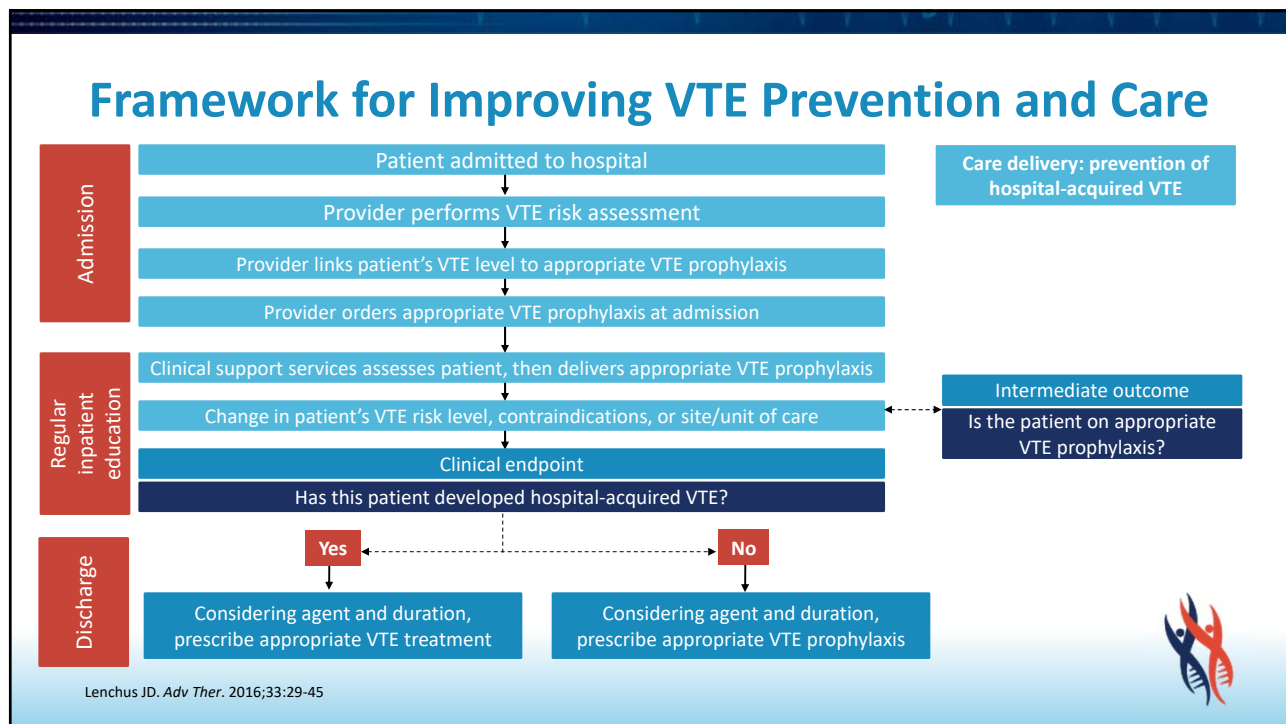 Framework for Improving VTE Prevention and Care
Admission
Patient admitted to hospital
Provider performs VTE risk assessment
Provider links patient’s VTE level to appropriate VTE prophylaxis
Provider orders appropriate VTE prophylaxis at admission
Care delivery: prevention of
hospital-acquired VTE
Regular
inpatient
education
Clinical support services assesses patient, then delivers appropriate VTE prophylaxis
Change in patient’s VTE risk level, contraindications, or site/unit of care
Clinical endpoint
Has this patient developed hospital-acquired VTE?
Intermediate outcome
Is the patient on appropriate
VTE prophylaxis?
Discharge
Yes
No
Considering agent and duration,
prescribe appropriate VTE treatment
Considering agent and duration,
prescribe appropriate VTE prophylaxis
Lenchus JD. Adv Ther. 2016;33:29-45